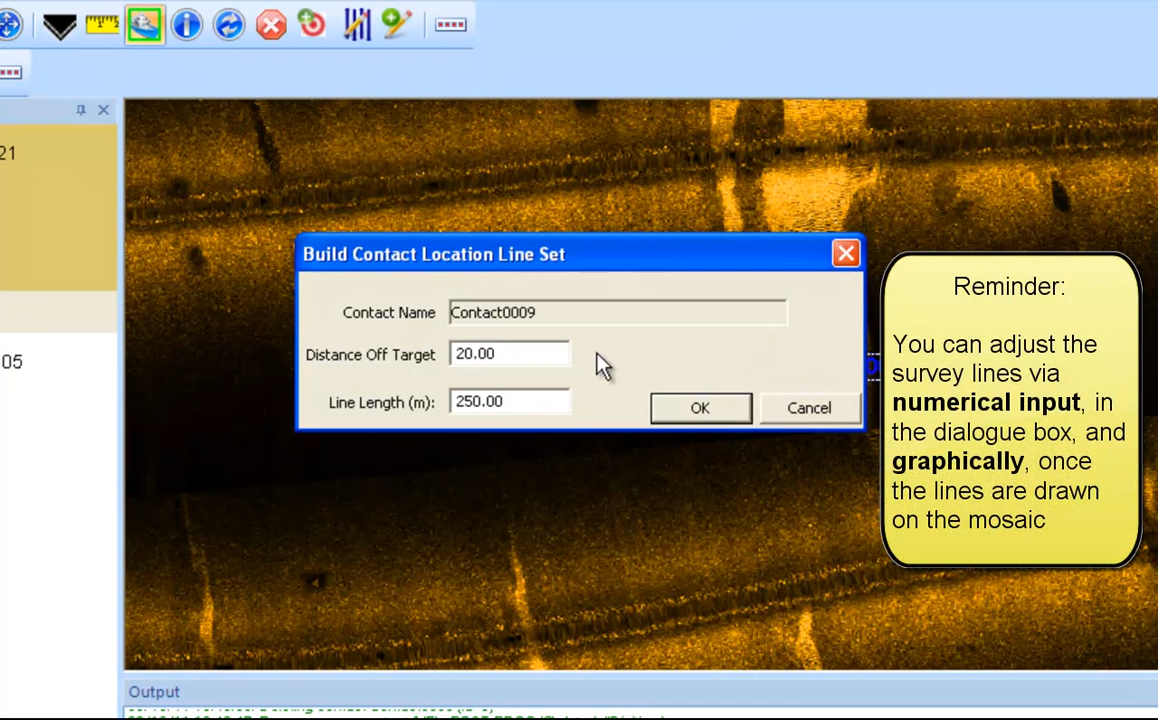 21
05
Build Contact Location Line Set
Contact Name
Contact0009
Distance Off Target
20.00
Line Length (m):
250.00
OK
Cancel
Reminder:
You can adjust the
survey lines via
numerical input, in
the dialogue box, and
graphically, once
the lines are drawn
on the mosaic
Output